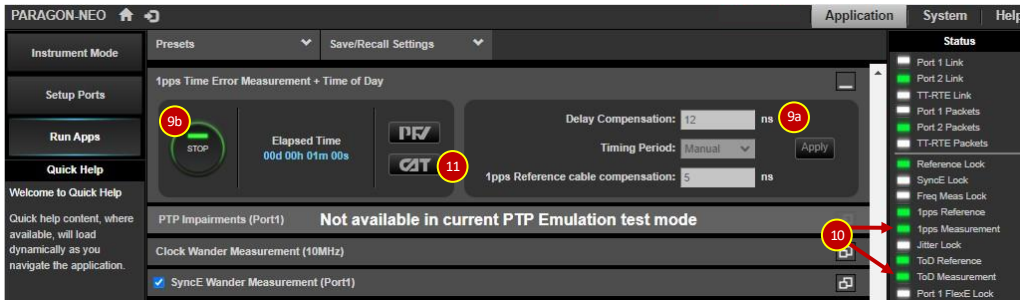 PARAGON-NEO
Application System Help
Instrument Mode
Setup Ports
Run Apps
Quick Help
Welcome to Quick Help
Quick help content, where
available, will load
dynamically as you
navigate the application.
Presets Save/Recall Settings
1pps Time Error Measurement + Time of Day
9b
STOP
Elapsed Time
00d 00h 01m 00s
PFV
CAT
11
Delay Compensation: 12 ns 9a
Timing Period: Manual Apply
1pps Reference cable compensation: 5 ns
PTP Impairments (Port1) Not available in current PTP Emulation test mode
Clock Wander Measurement (10MHz)
SyncE Wander Measurement (Port1)
10
Status
Port 1 Link
Port 2 Link
TT-RTE Link
Port 1 Packets
Port 2 Packets
TT-RTE Packets
Reference Lock
SyncE Lock
Freq Meas Lock
1pps Reference
1pps Measurement
Jitter Lock
ToD Reference
ToD Measurement
Port 1 FlexE Lock